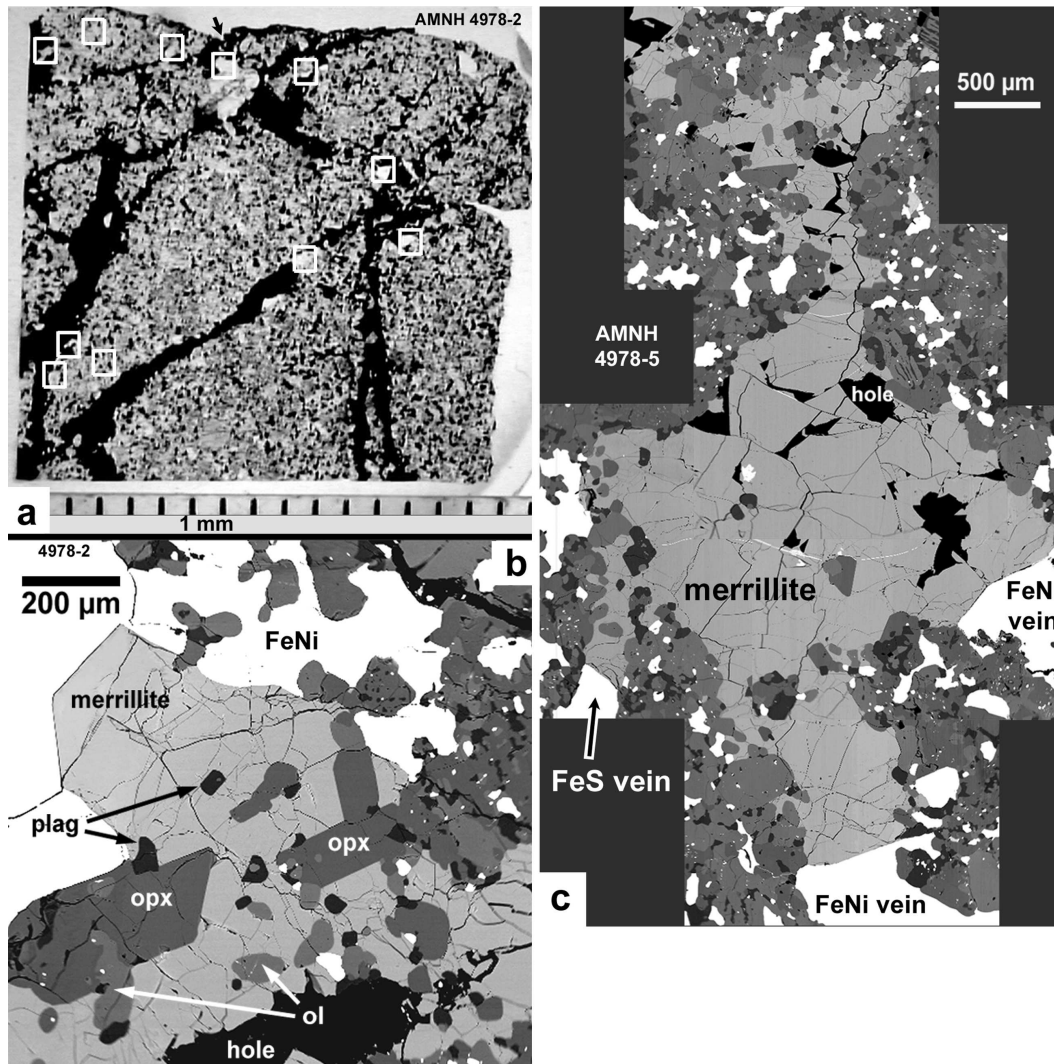 AMNH 4978-2
a
1 mm
4978-2
b
200 µm
FeNi
merrillite
plag
opx
opx
ol
hole
500 µm
AMNH
4978-5
hole
merrillite
FeNi
vein
FeS vein
c
FeNi vein